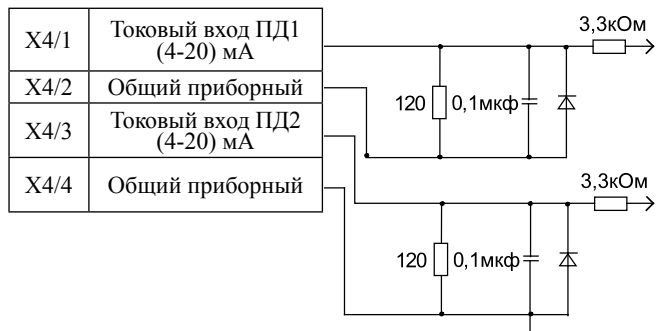 X4/1
Токовый вход ПД1
(4-20) мА
X4/2
Общий приборный
X4/3
Токовый вход ПД2
(4-20) мА
X4/4
Общий приборный
3,3кОм
120
0,1мкф
3,3кОм
120
0,1мкф